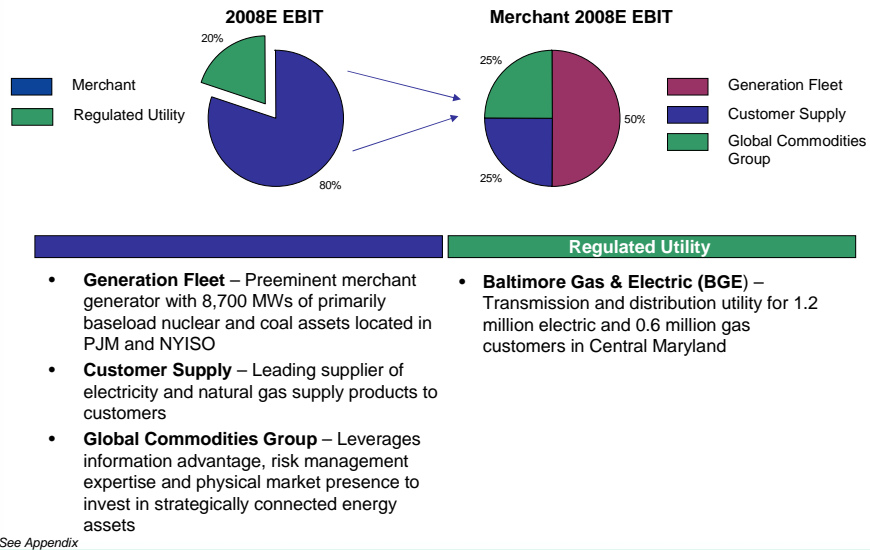 2008E EBIT
Merchant 2008E EBIT
20%
80%
Merchant
Regulated Utility
25%
50%
25%
Generation Fleet
Customer Supply
Global Commodities
Group
Regulated Utility
• Generation Fleet – Preeminent merchant
generator with 8,700 MWs of primarily
baseload nuclear and coal assets located in
PJM and NYISO
• Customer Supply – Leading supplier of
electricity and natural gas supply products to
customers
• Global Commodities Group – Leverages
information advantage, risk management
expertise and physical market presence to
invest in strategically connected energy
assets
• Baltimore Gas & Electric (BGE) –
Transmission and distribution utility for 1.2
million electric and 0.6 million gas
customers in Central Maryland
See Appendix